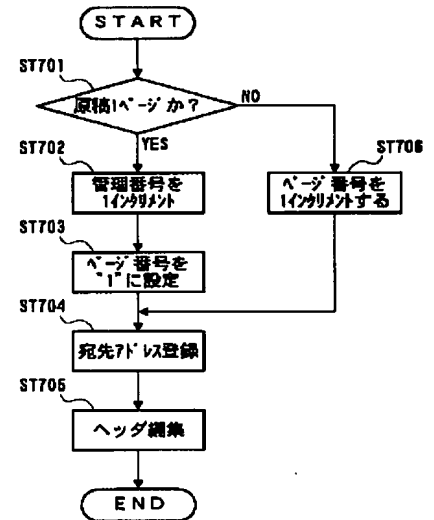 START
ST701
原稿1ページか?
NO
YES
ST702
管理番号を
1インクリメント
ST706
ページ番号を
1インクリメントする
ST703
ページ番号を
"1"に設定
ST704
宛先アドレス登録
ST705
ヘッダ編集
END